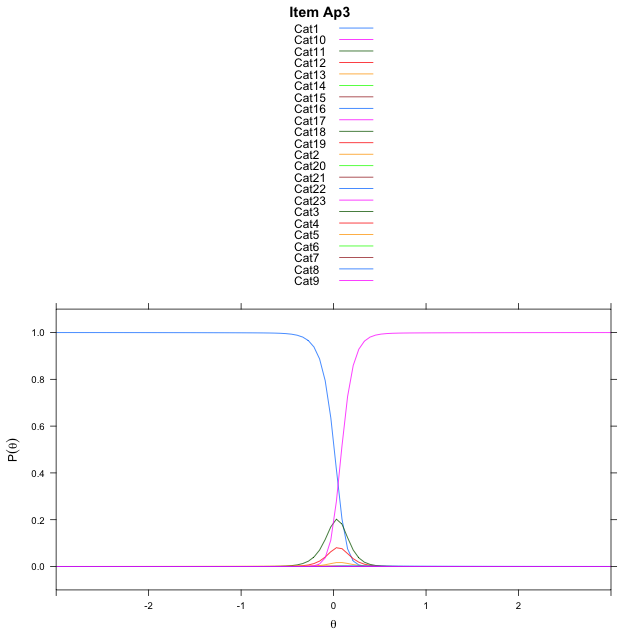 Item Ap3
Cat1
Cat10
Cat11
Cat12
Cat13
Cat14
Cat15
Cat16
Cat17
Cat18
Cat19
Cat2
Cat20
Cat21
Cat22
Cat23
Cat3
Cat4
Cat5
Cat6
Cat7
Cat8
Cat9
1.0
0.8
0.6
0.4
0.2
0.0
P(θ)
-2 -1 0 1 2
θ